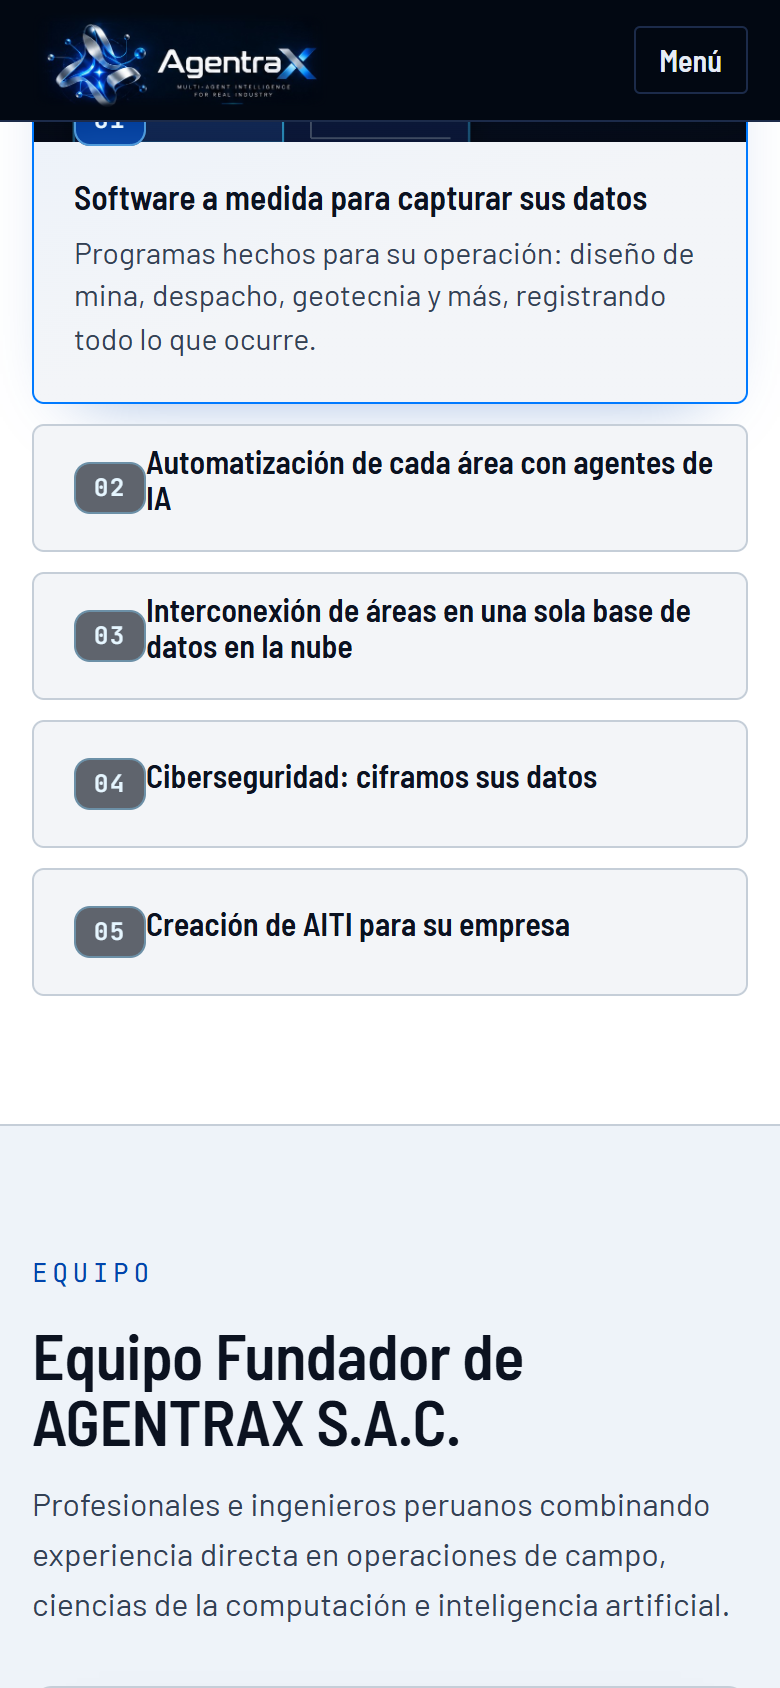 AgentraX
MULTI-AGENT INTELLIGENCE
FOR REAL INDUSTRY
Menú
01
Software a medida para capturar sus datos
Programas hechos para su operación: diseño de
mina, despacho, geotecnia y más, registrando
todo lo que ocurre.
02
Automatización de cada área con agentes de
IA
03
Interconexión de áreas en una sola base de
datos en la nube
04
Ciberseguridad: ciframos sus datos
05
Creación de AITI para su empresa
EQUIPO
Equipo Fundador de
AGENTRAX S.A.C.
Profesionales e ingenieros peruanos combinando
experiencia directa en operaciones de campo,
ciencias de la computación e inteligencia artificial.